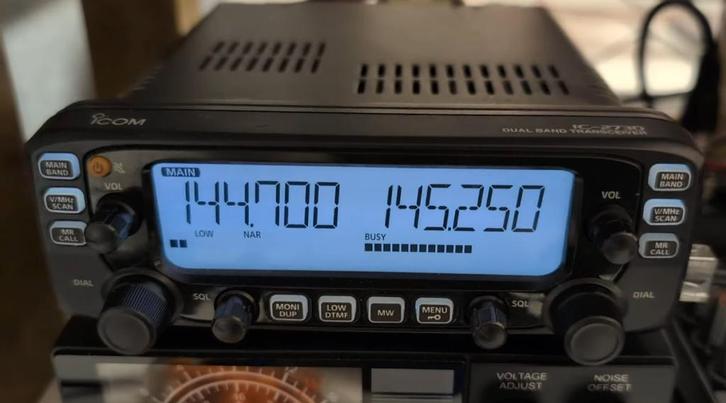 ICOM
IC-2730
DUAL BAND TRANSCEIVER
MAIN BAND
VOL
V/MHz SCAN
MR CALL
DIAL
MAIN
144.700 145.250
LOW NAR BUSY
SQL
MONI DUP
LOW DTMF
MW
MENU
SQL
VOL
MAIN BAND
V/MHz SCAN
MR CALL
DIAL
VOLTAGE ADJUST
NOISE OFFSET